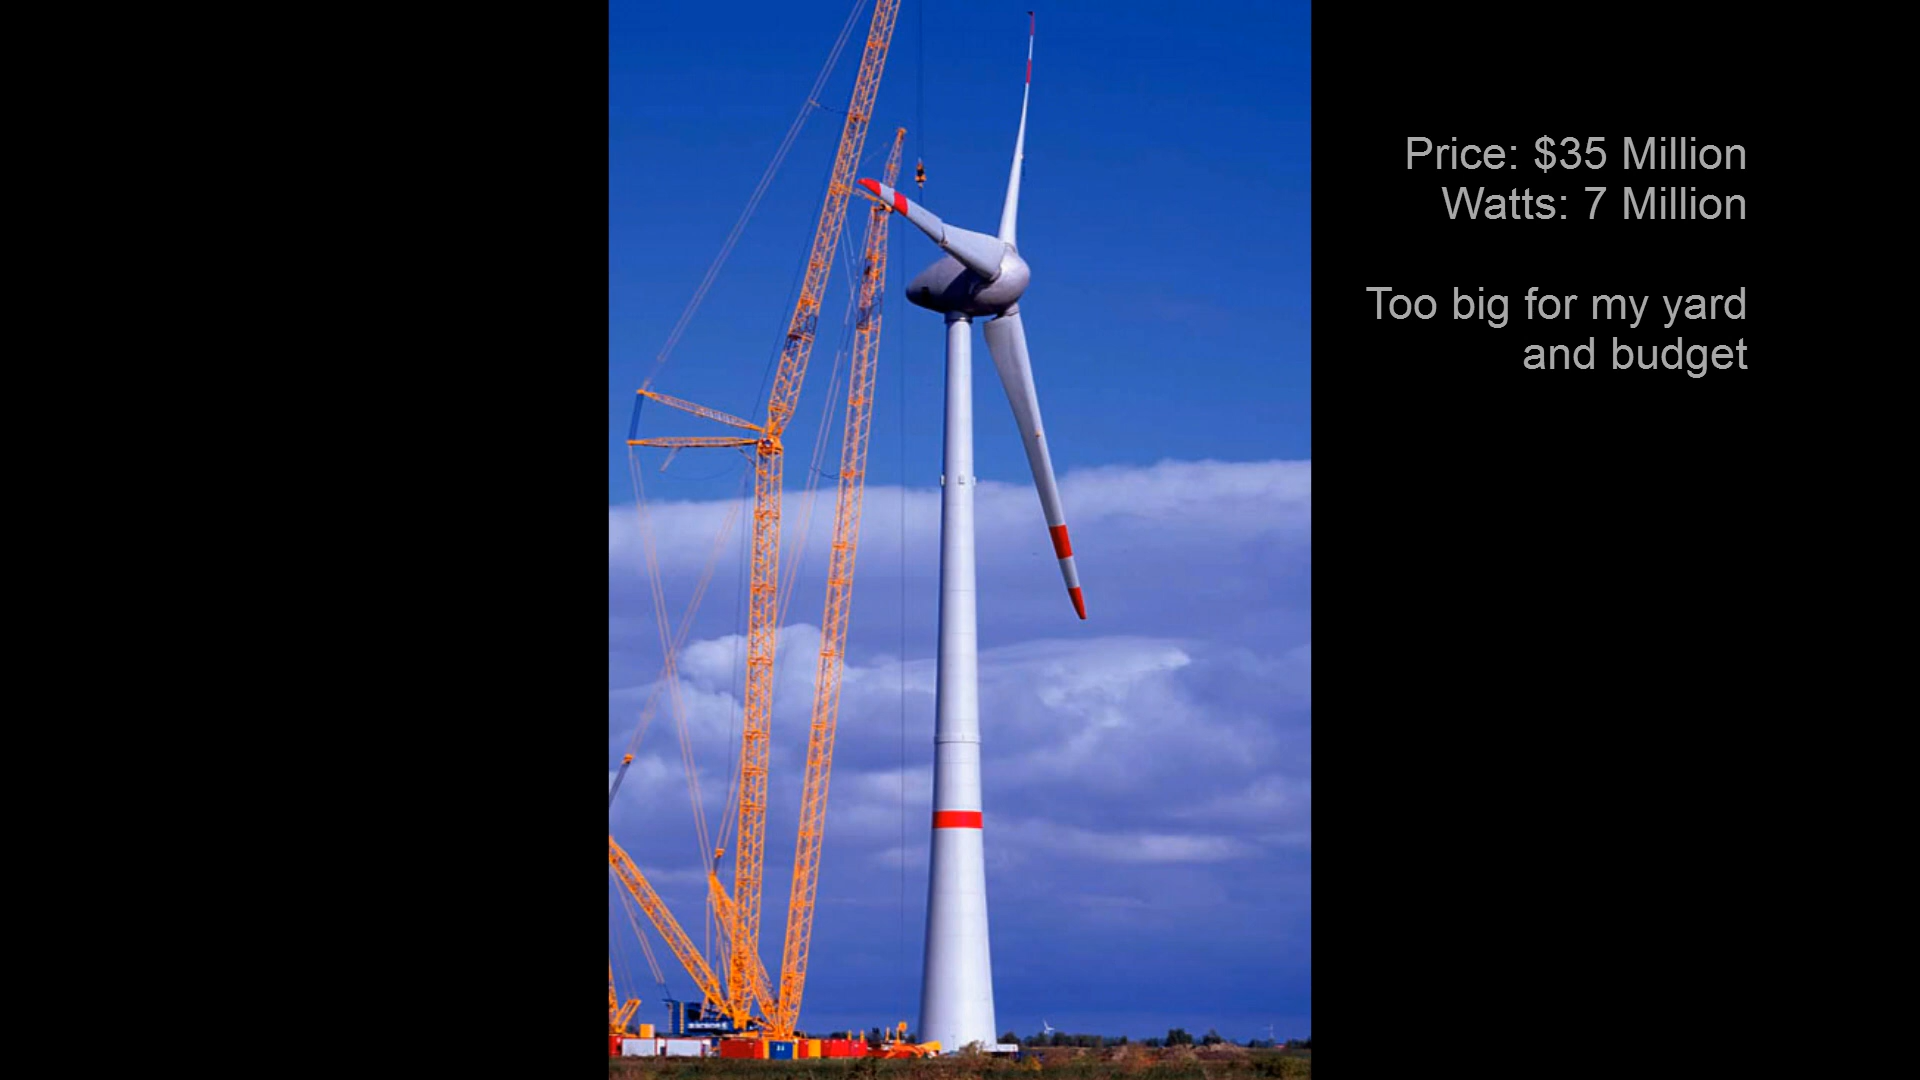 Price: $35 Million
Watts: 7 Million
Too big for my yard
and budget